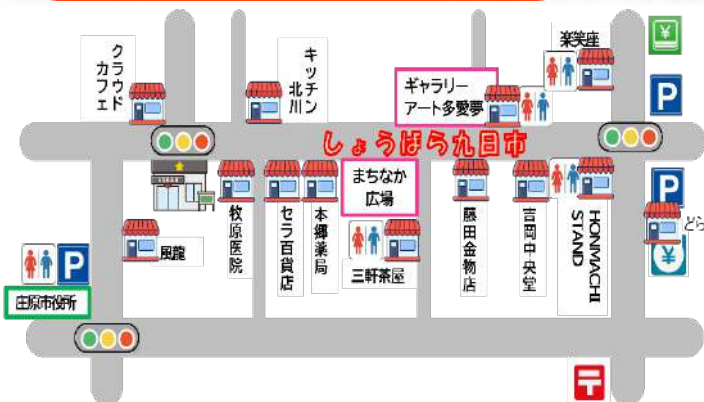 楽笑座
クラウド
カフェ
キッチン
北川
ギャラリー
アート多愛夢
P
しょうばら九日市
まちなか
広場
牧原医院
セラ百貨店
本郷薬局
藤田金物店
吉岡中央堂
HONMACHI
STAND
P
どら
風龍
三軒茶屋
P
庄原市役所